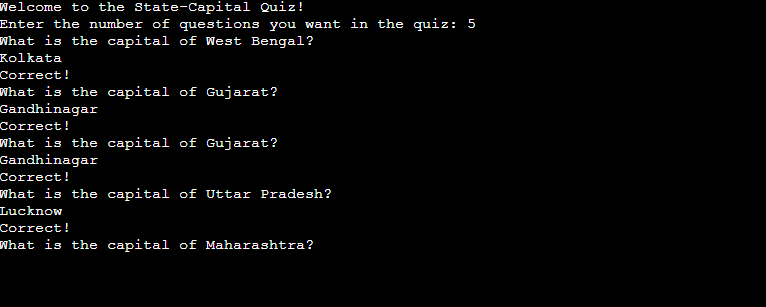 Welcome to the State-Capital Quiz!
Enter the number of questions you want in the quiz: 5
What is the capital of West Bengal?
Kolkata
Correct!
What is the capital of Gujarat?
Gandhinagar
Correct!
What is the capital of Gujarat?
Gandhinagar
Correct!
What is the capital of Uttar Pradesh?
Lucknow
Correct!
What is the capital of Maharashtra?